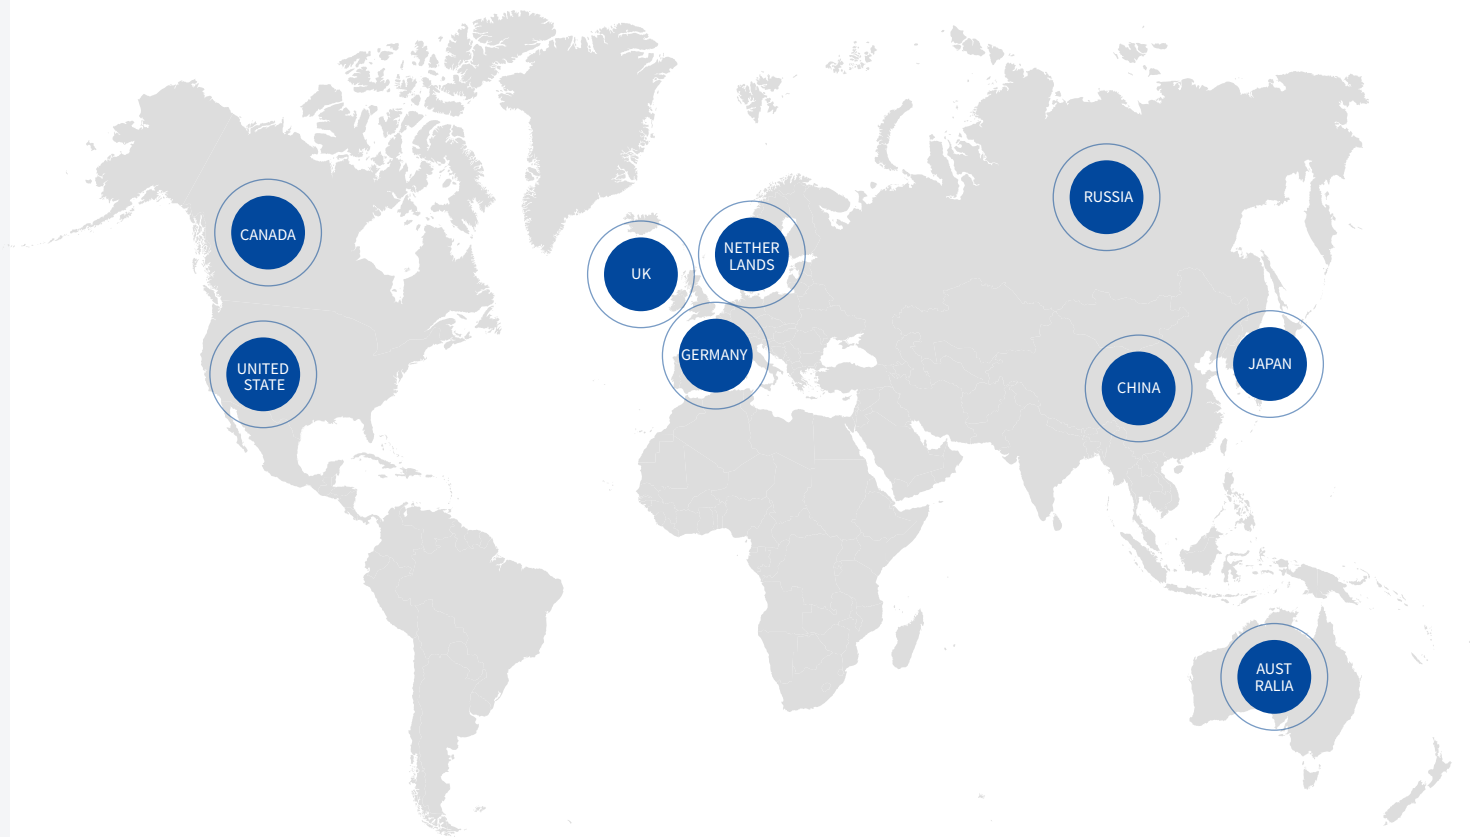 RUSSIA
CANADA
NETHER
LANDS
UK
GERMANY
UNITED
STATE
CHINA
JAPAN
AUST
RALIA